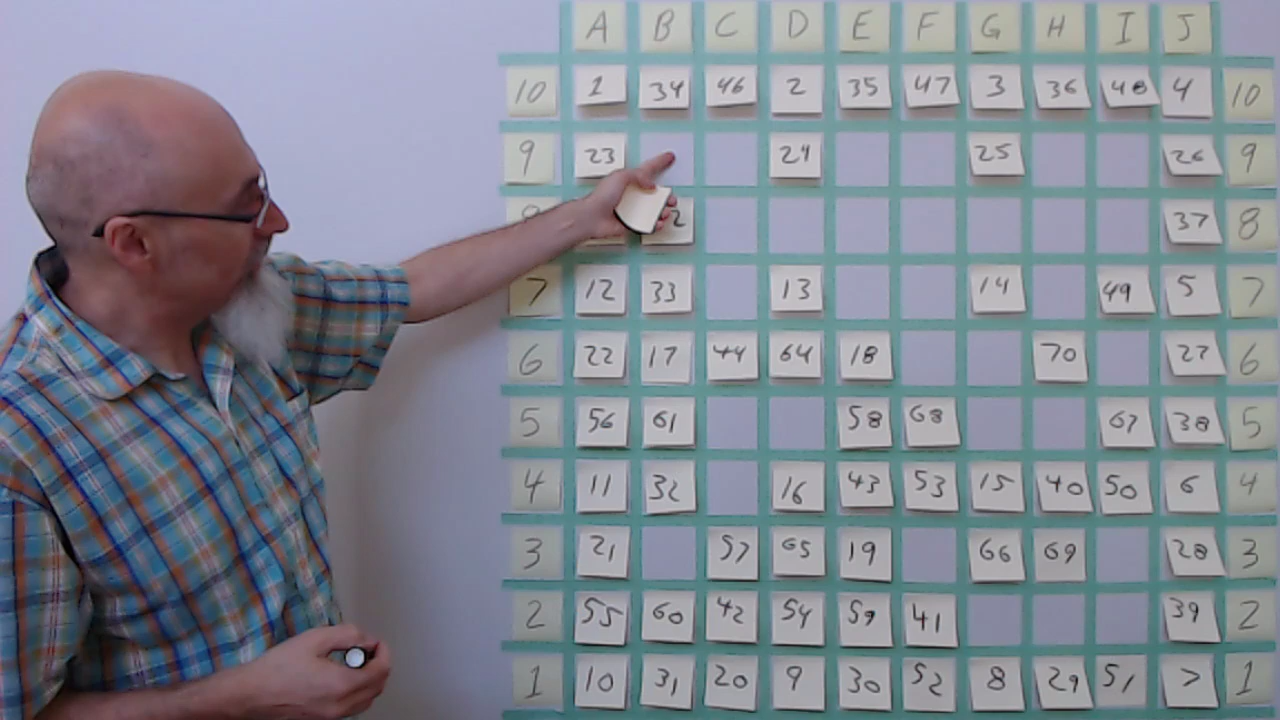 A B C D E F G H I J
10 1 34 46 2 35 47 3 36 48 4 10
9 23 24 25 26 9
37 8
7 12 33 13 14 49 5 7
6 22 17 44 64 18 70 27 6
5 56 61 58 68 67 38 5
4 11 32 16 43 53 15 40 50 6 4
3 21 57 65 19 66 69 28 3
2 55 60 42 54 59 41 39 2
1 10 31 20 9 30 52 8 29 51 7 1